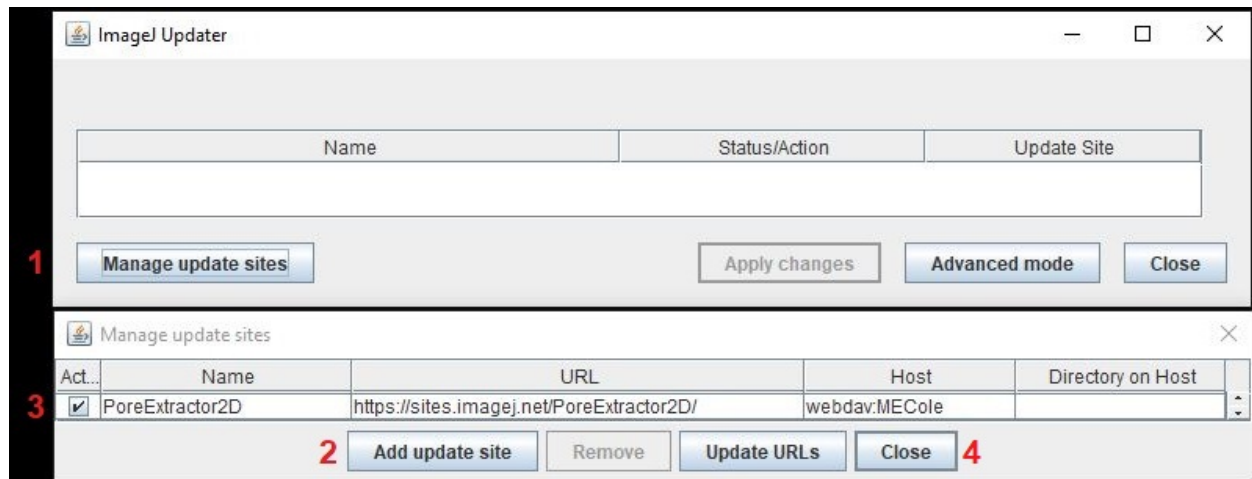 ImageJ Updater
Name Status/Action Update Site
1 Manage update sites Apply changes Advanced mode Close
Manage update sites
Act... Name URL Host Directory on Host
3 PoreExtractor2D https://sites.imagej.net/PoreExtractor2D/ webdav:MECole
2 Add update site Remove Update URLs Close 4